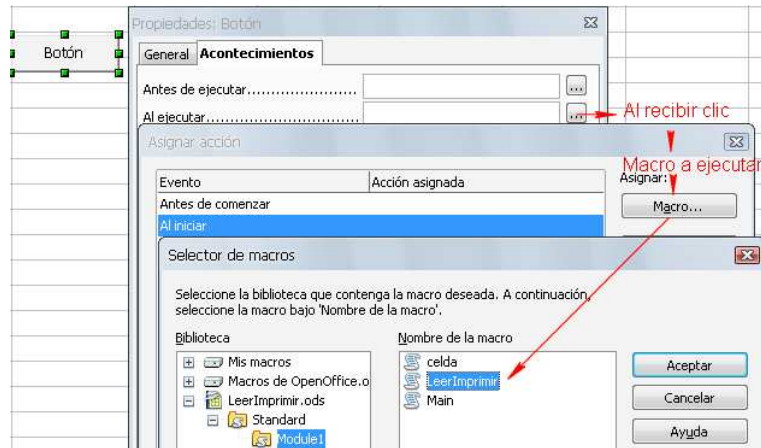 Propiedades: Botón
Botón
General Acontecimientos
Antes de ejecutar
Al ejecutar
Al recibir clic
Asignar acción
Macro a ejecutar
Evento Acción asignada Asignar:
Antes de comenzar
Macro...
Al iniciar
Selector de macros
Seleccione la biblioteca que contenga la macro deseada. A continuación,
seleccione la macro bajo 'Nombre de la macro'.
Biblioteca Nombre de la macro
Mis macros celda Aceptar
Macros de OpenOffice.o LeerImprimir
LeerImprimir.ods Main Cancelar
Standard
Module1 Ayuda